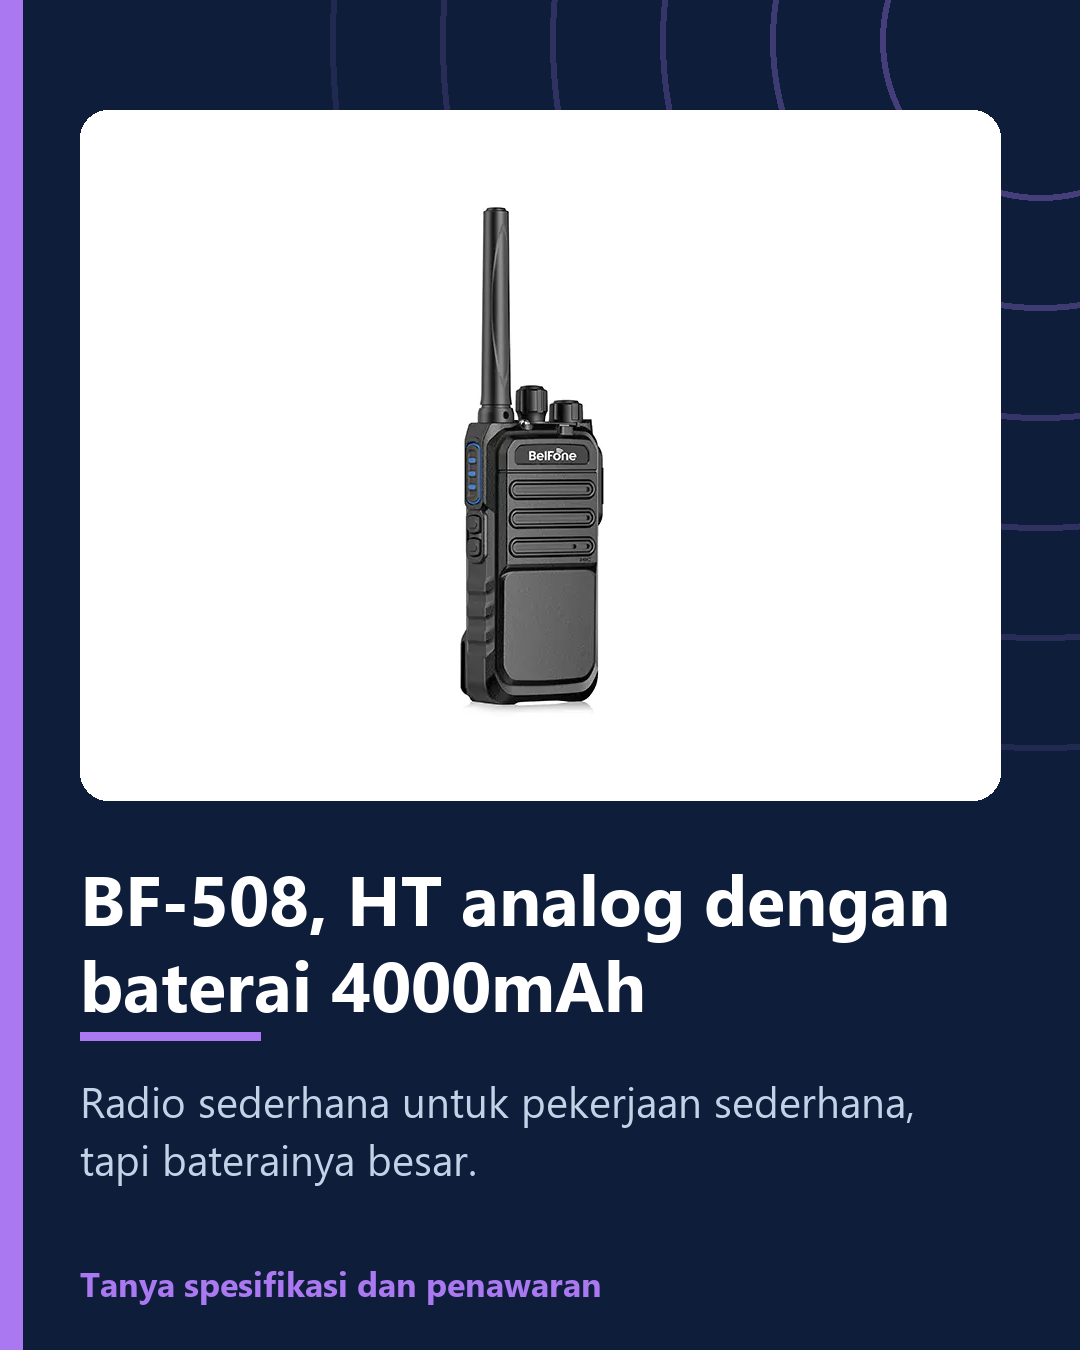 BelFone
BF-508, HT analog dengan
baterai 4000mAh
Radio sederhana untuk pekerjaan sederhana,
tapi baterainya besar.
Tanya spesifikasi dan penawaran